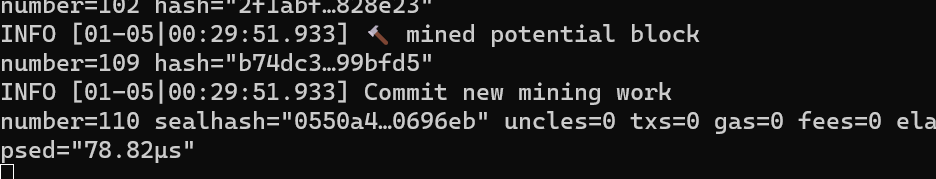 number=102 hash="2f1abf…828e23"
INFO [01-05|00:29:51.933] 🔨 mined potential block
number=109 hash="b74dc3…99bfd5"
INFO [01-05|00:29:51.933] Commit new mining work
number=110 sealhash="0550a4…0696eb" uncles=0 txs=0 gas=0 fees=0 ela
psed="78.82µs"